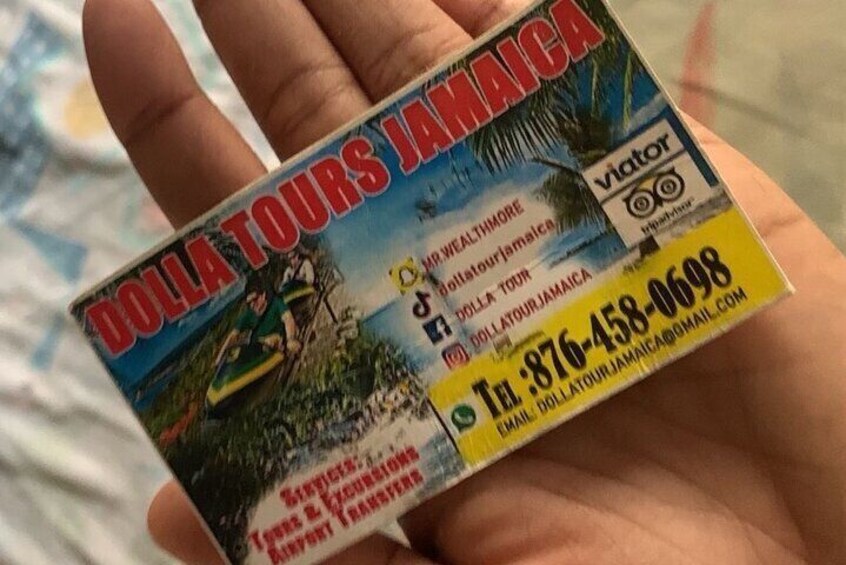 DOLLA TOURS JAMAICA
viator
tripadvisor
MR.WEALTHMORE
dollatourjamaica
DOLLA TOUR
DOLLATOURJAMAICA
TEL :876-458-0698
EMAIL: DOLLATOURJAMAICA@GMAIL.COM
SERVICES:
TOURS & EXCURSIONS
AIRPORT TRANSFERS